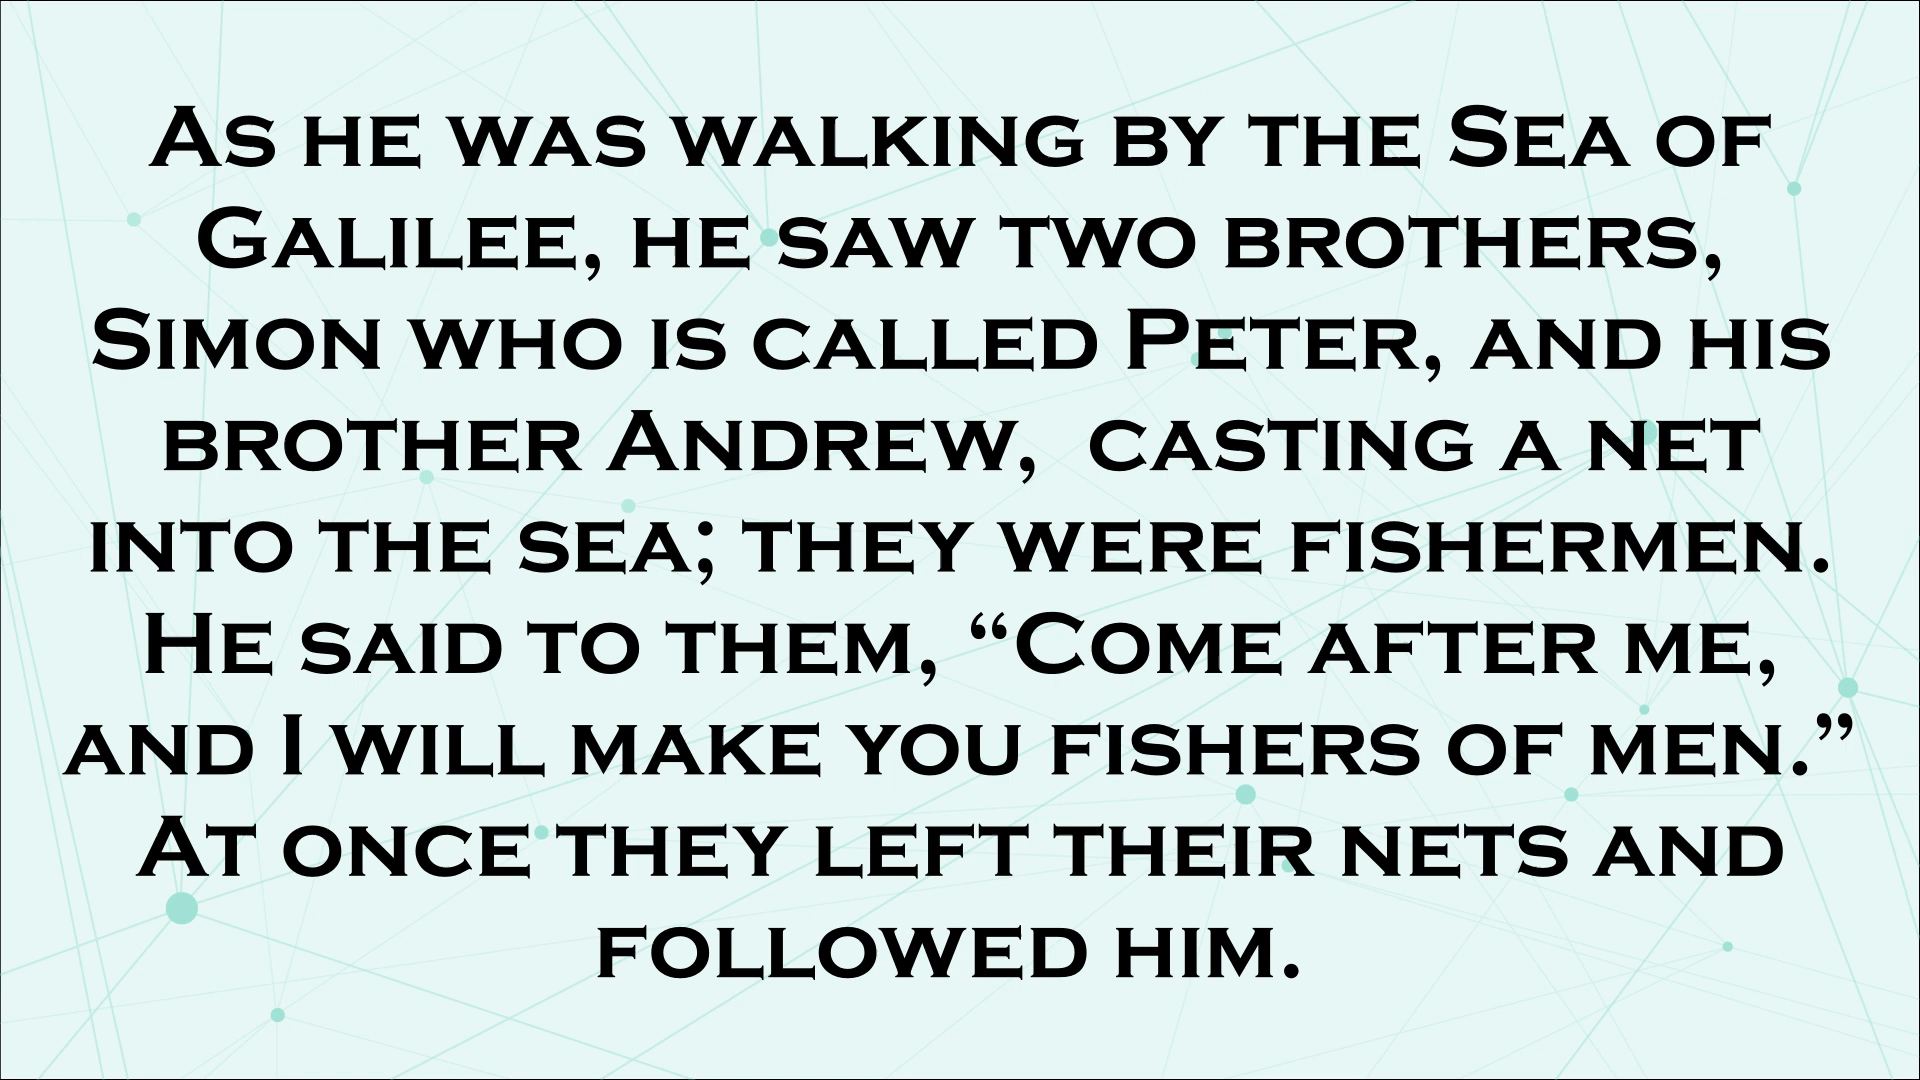 As he was walking by the Sea of
Galilee, he saw two brothers,
Simon who is called Peter, and his
brother Andrew,  casting a net
into the sea; they were fishermen.
He said to them, “Come after me,
and I will make you fishers of men.”
At once they left their nets and
followed him.